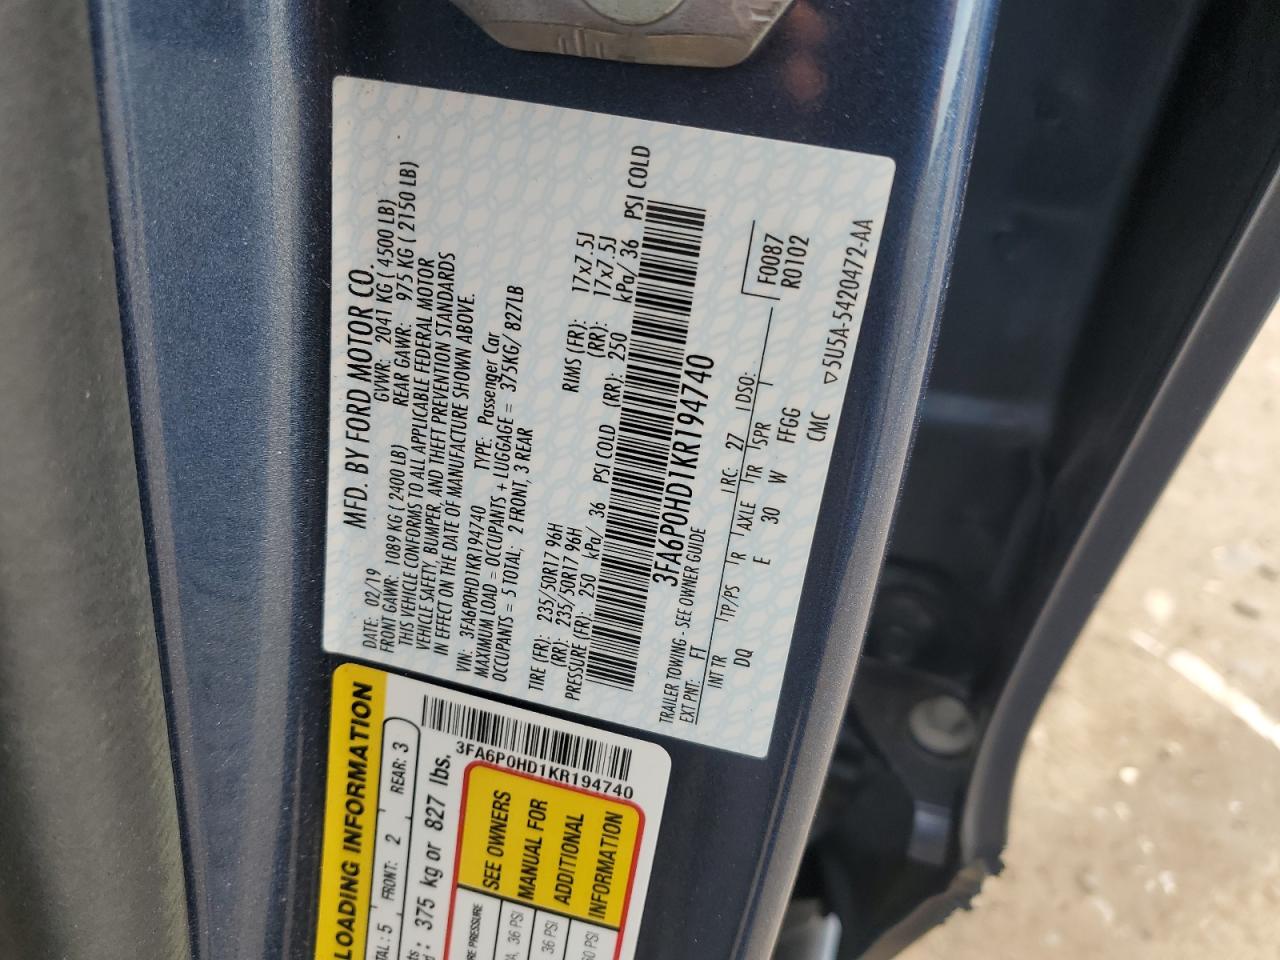 MFD. BY FORD MOTOR CO.
DATE: 02/19 GVWR: 2041 KG ( 4500 LB)
FRONT GAWR: 1089 KG ( 2400 LB) REAR GAWR: 975 KG ( 2150 LB)
THIS VEHICLE CONFORMS TO ALL APPLICABLE FEDERAL MOTOR
VEHICLE SAFETY, BUMPER, AND THEFT PREVENTION STANDARDS
IN EFFECT ON THE DATE OF MANUFACTURE SHOWN ABOVE.
VIN: 3FA6P0HD1KR194740 TYPE: Passenger Car
MAXIMUM LOAD = OCCUPANTS + LUGGAGE = 375KG/ 827LB
OCCUPANTS = 5 TOTAL; 2 FRONT, 3 REAR
TIRE (FR): 235/50R17 96H RIMS (FR): 17x7.5J
(RR): 235/50R17 96H (RR): 17x7.5J
PRESSURE (FR): 250 kPa/ 36 PSI COLD (RR): 250 kPa/ 36 PSI COLD
3FA6P0HD1KR194740
TRAILER TOWING - SEE OWNER GUIDE
EXT PNT: FT RC: 27 DSO: F0087
INT TR TP/PS R AXLE TR SPR R0102
DQ E 30 W FFGG
CMC ▽5U5A-5420472-AA
LOADING INFORMATION
TAL: 5 FRONT: 2 REAR: 3
375 kg or 827 lbs.
3FA6P0HD1KR194740
SEE OWNERS
MANUAL FOR
ADDITIONAL
INFORMATION
PRESSURE
36 PSI
36 PSI
60 PSI